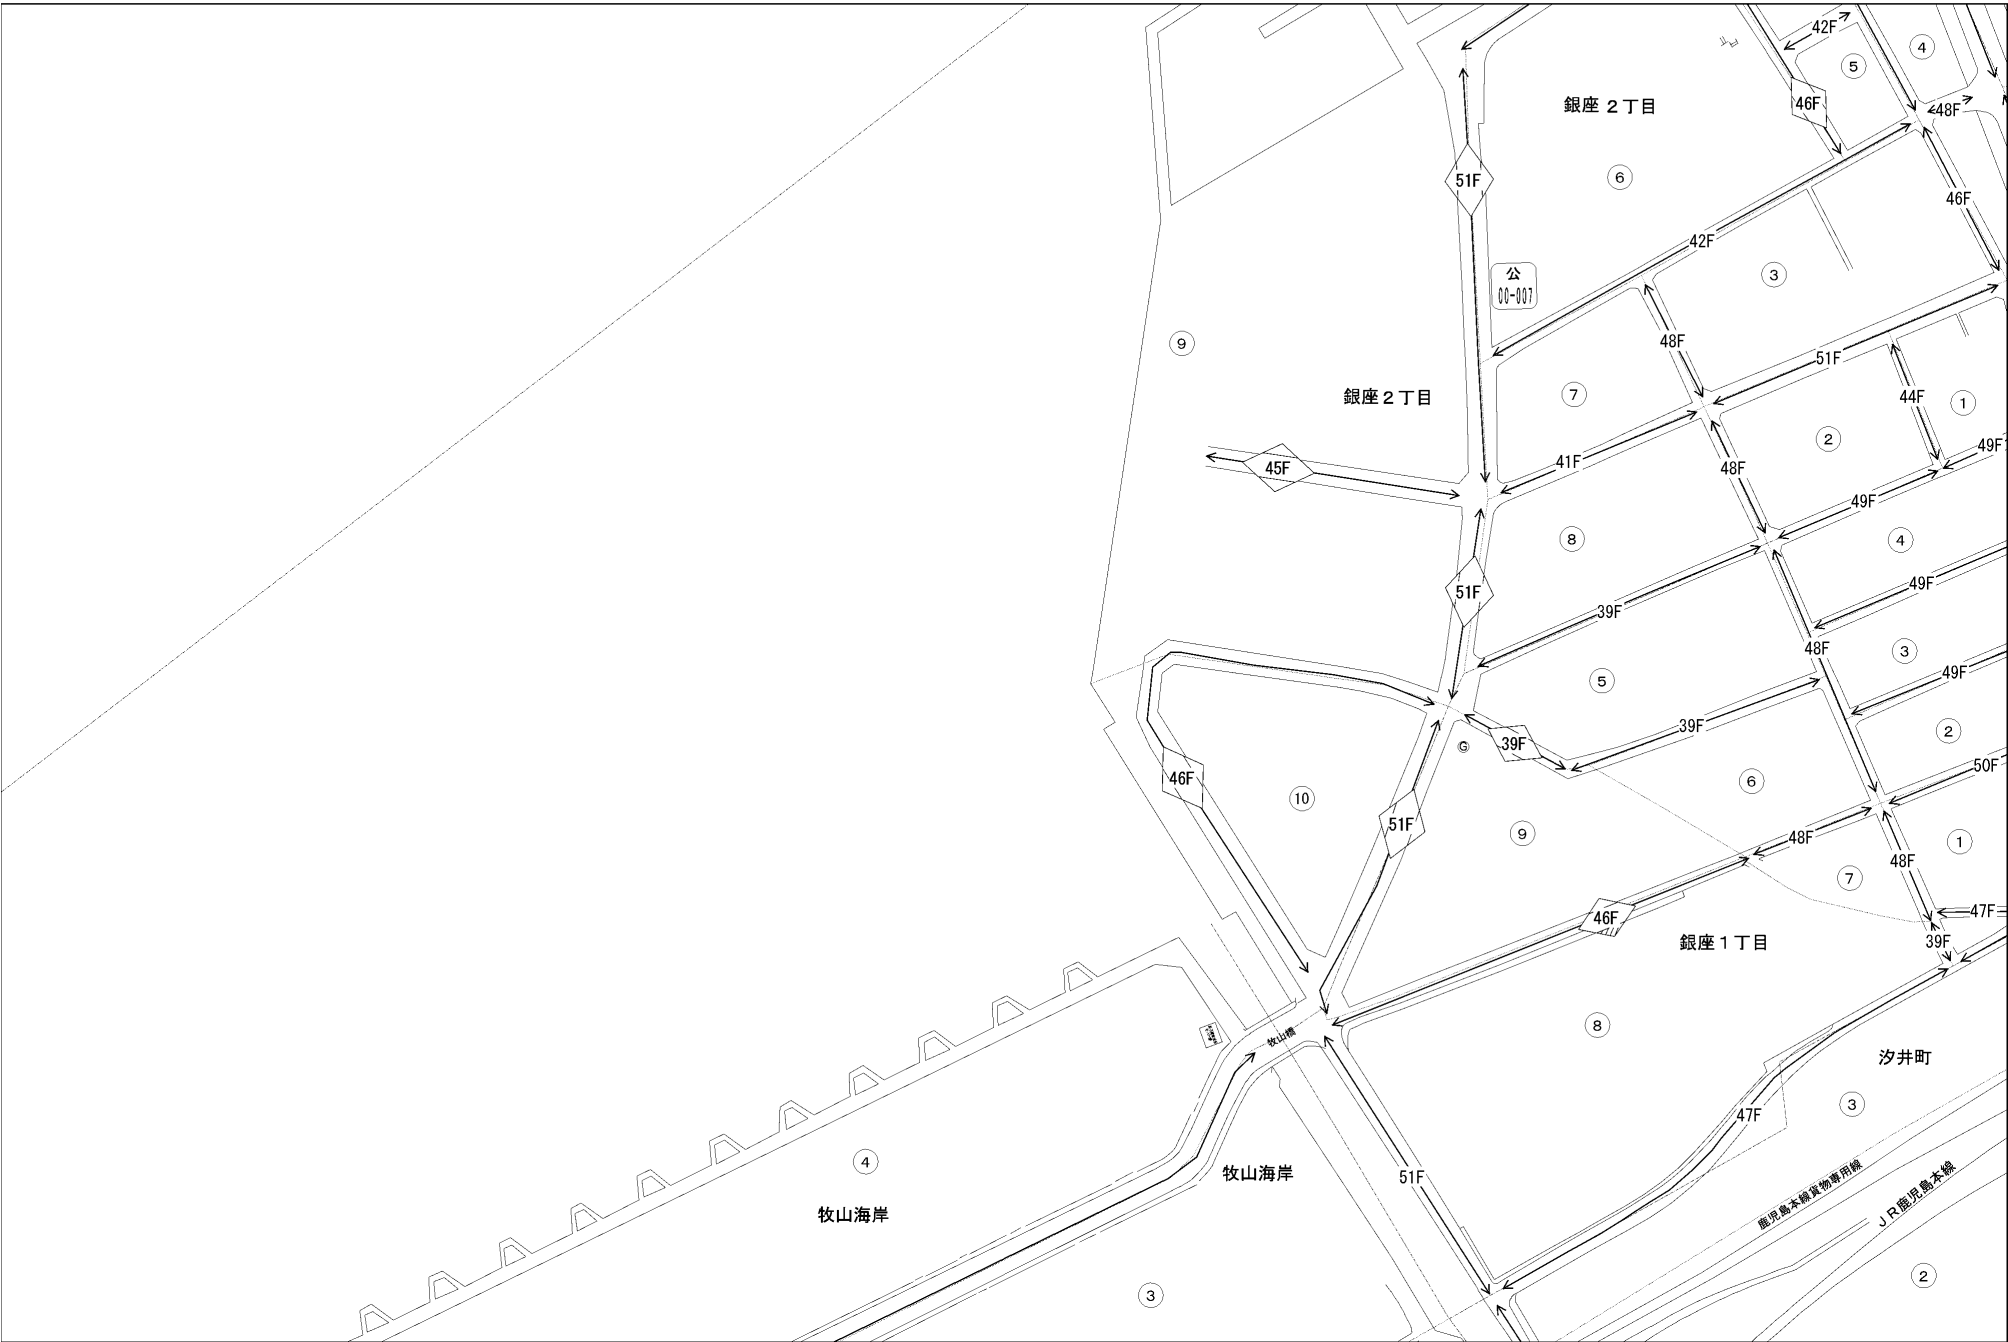 42F
④
⑤
46F
48F
銀座 2丁目
51F
⑥
46F
42F
③
公
00-007
⑨
48F
51F
⑦
銀座2丁目
44F
①
②
41F
45F
48F
49F
49F
⑧
④
51F
39F
49F
48F
③
⑤
49F
39F
②
39F
G
46F
50F
⑥
⑩
51F
⑨
48F
①
48F
⑦
46F
47F
銀座1丁目
39F
⑧
牧山橋
汐井町
③
47F
④
牧山海岸
51F
鹿児島本線貨物専用線
JR鹿児島本線
牧山海岸
②
③